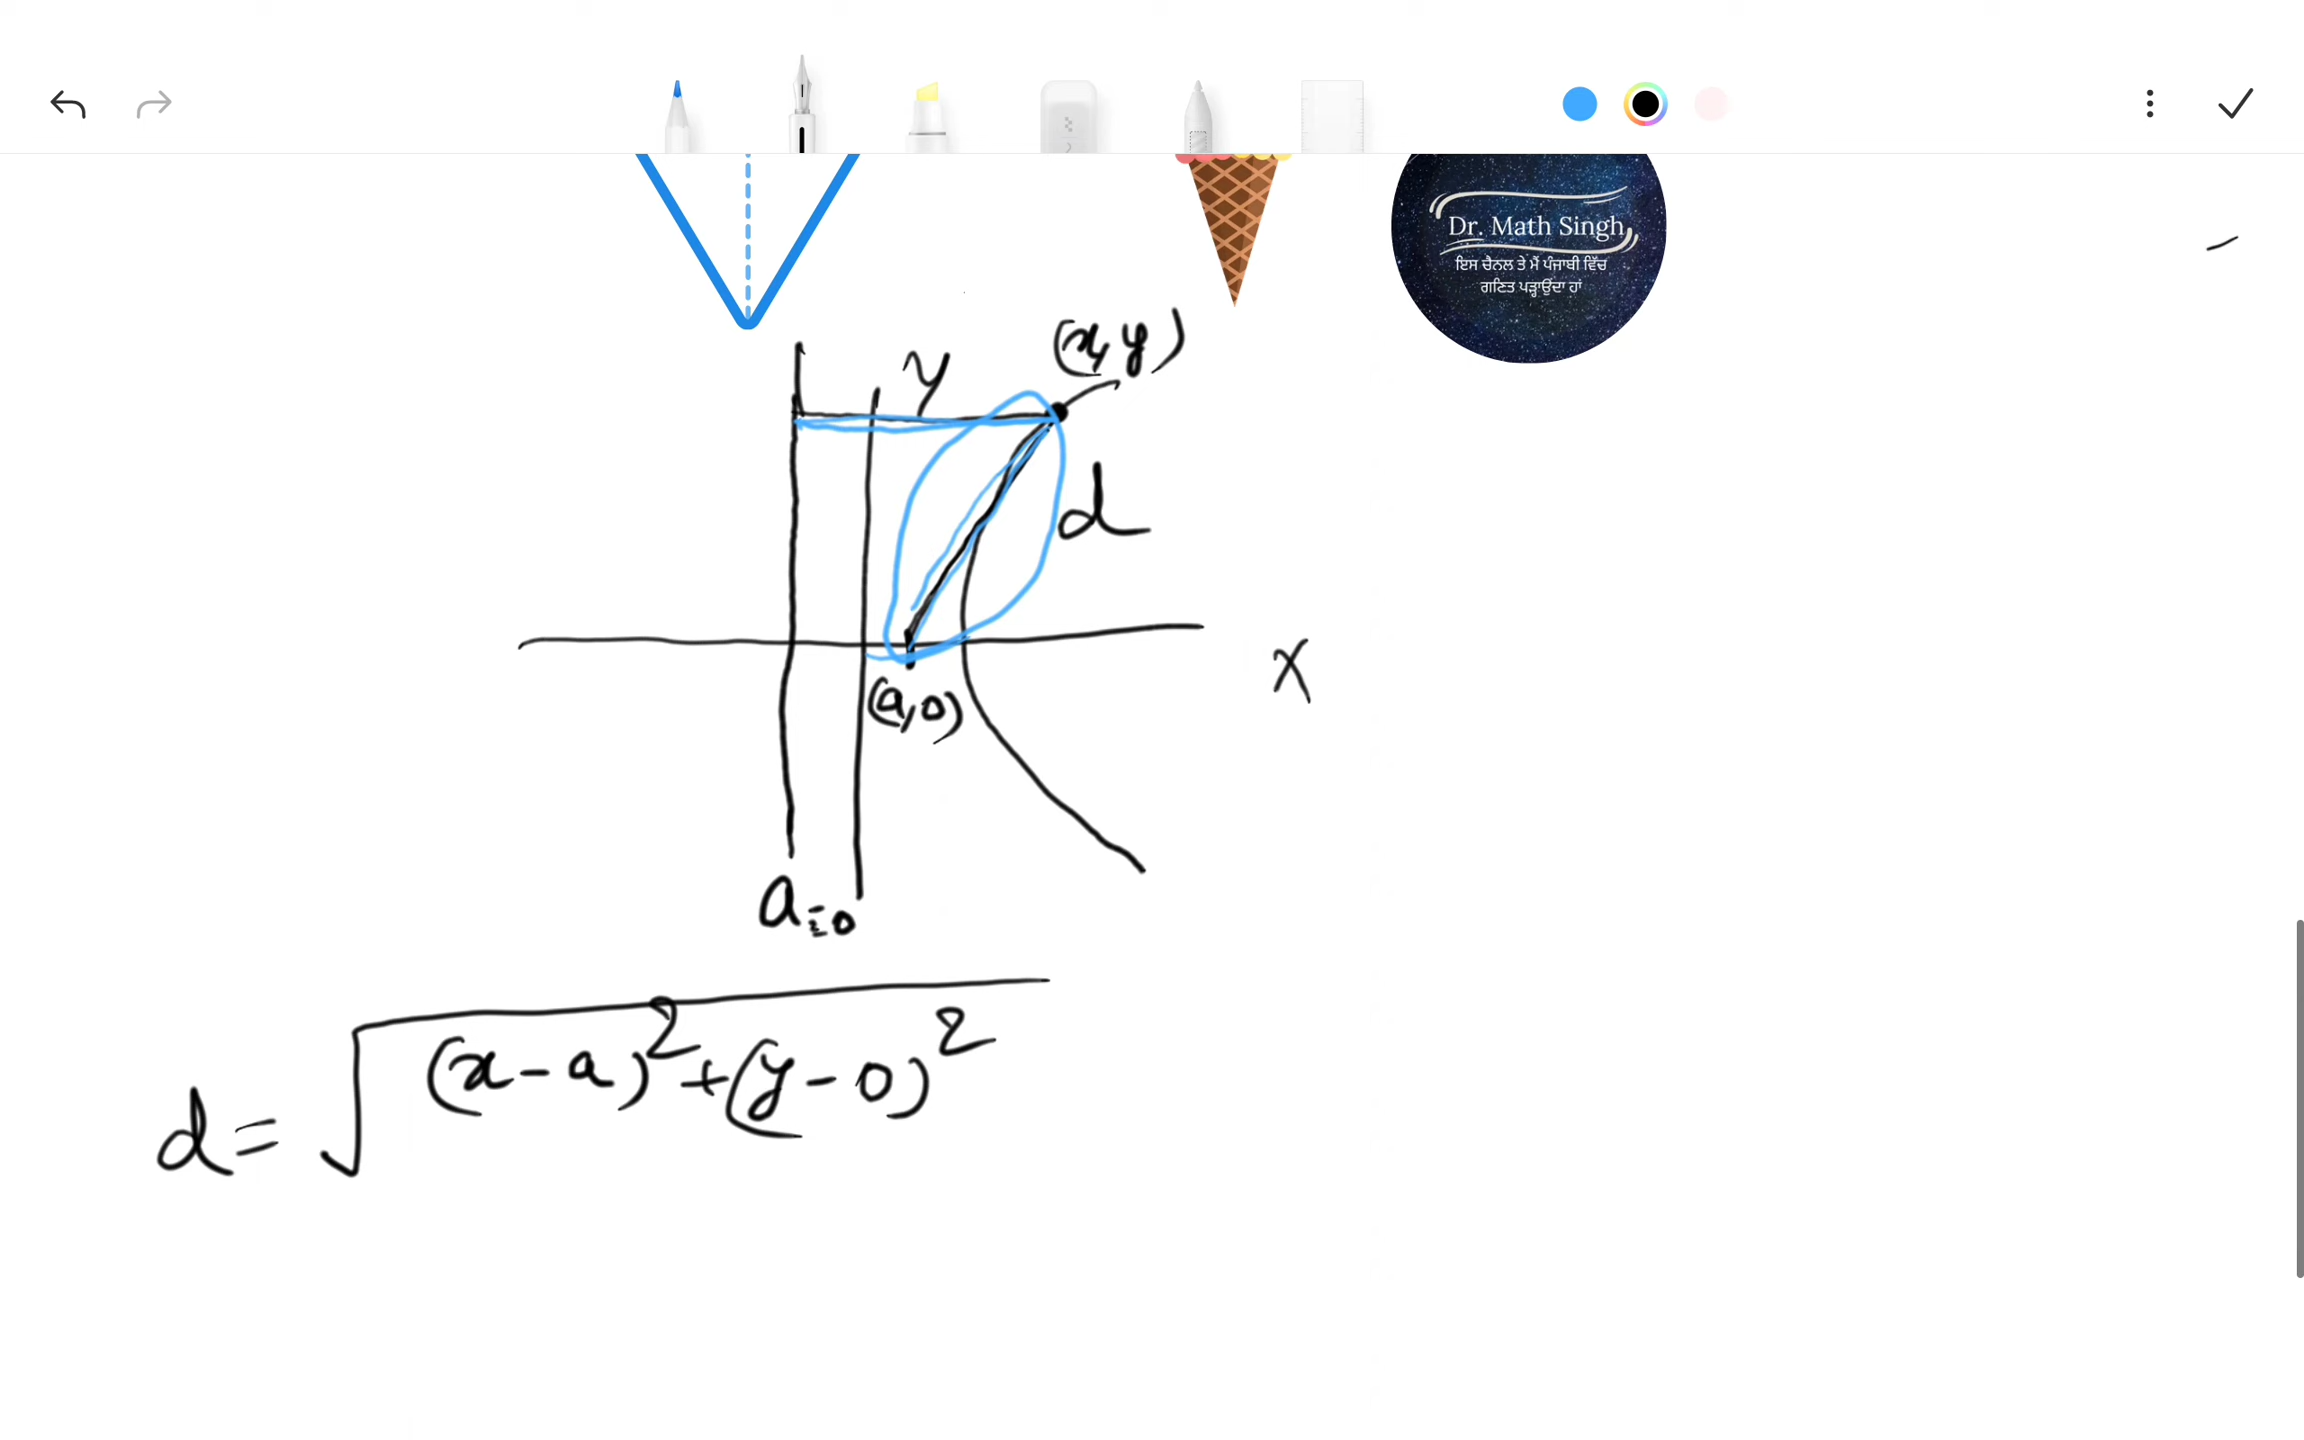 Dr. Math Singh
ਇਸ ਚੈਨਲ ਤੇ ਮੈਂ ਪੰਜਾਬੀ ਵਿੱਚ
ਗਣਿਤ ਪੜ੍ਹਾਉਂਦਾ ਹਾਂ
(x, y)
y
d
x
(a, 0)
a = 0
d = √((x - a)² + (y - 0)²)